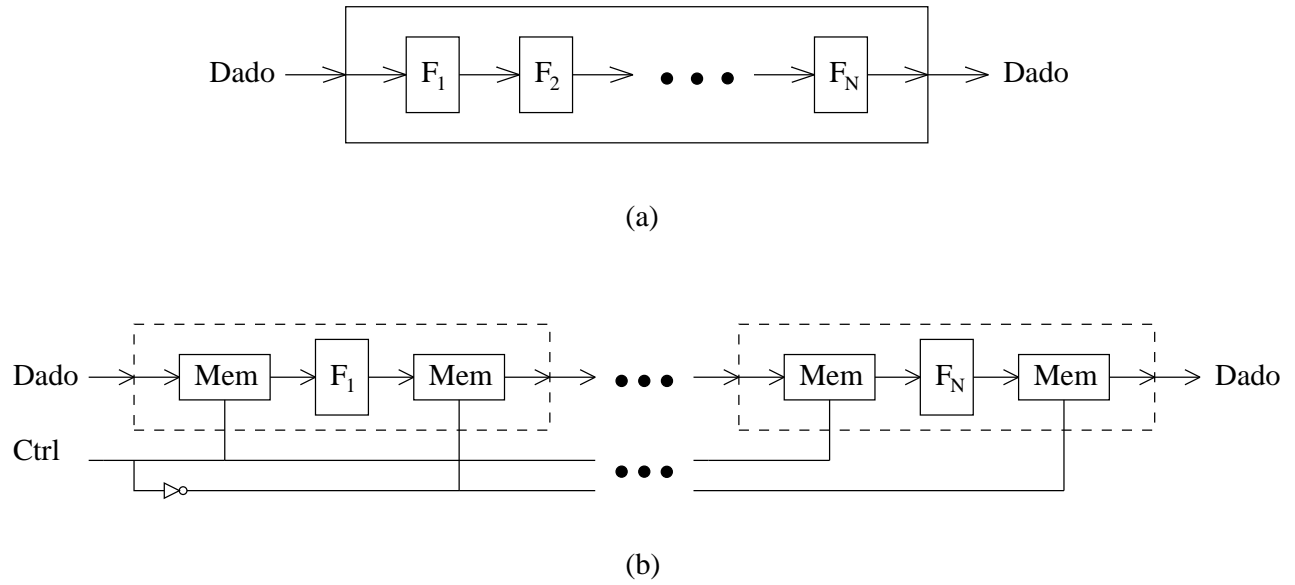 Dado F1 F2 FN Dado
(a)
Dado Mem F1 Mem Mem FN Mem Dado
Ctrl
(b)